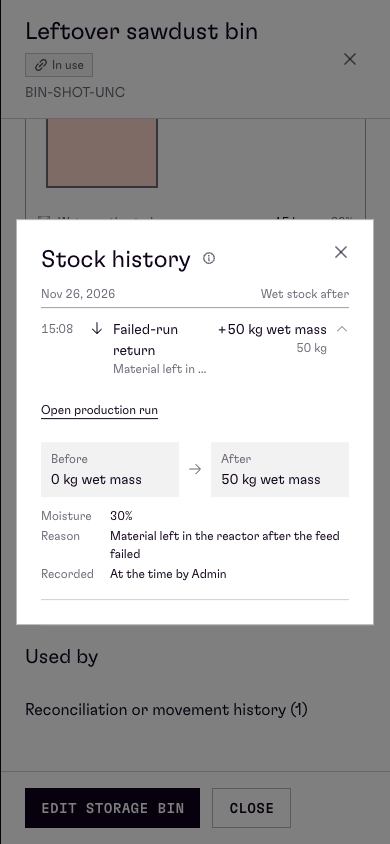 Leftover sawdust bin
In use
BIN-SHOT-UNC
Stock history
Nov 26, 2026 Wet stock after
15:08 Failed-run return +50 kg wet mass
50 kg
Material left in ...
Open production run
Before
0 kg wet mass
After
50 kg wet mass
Moisture 30%
Reason Material left in the reactor after the feed
failed
Recorded At the time by Admin
Used by
Reconciliation or movement history (1)
EDIT STORAGE BIN CLOSE